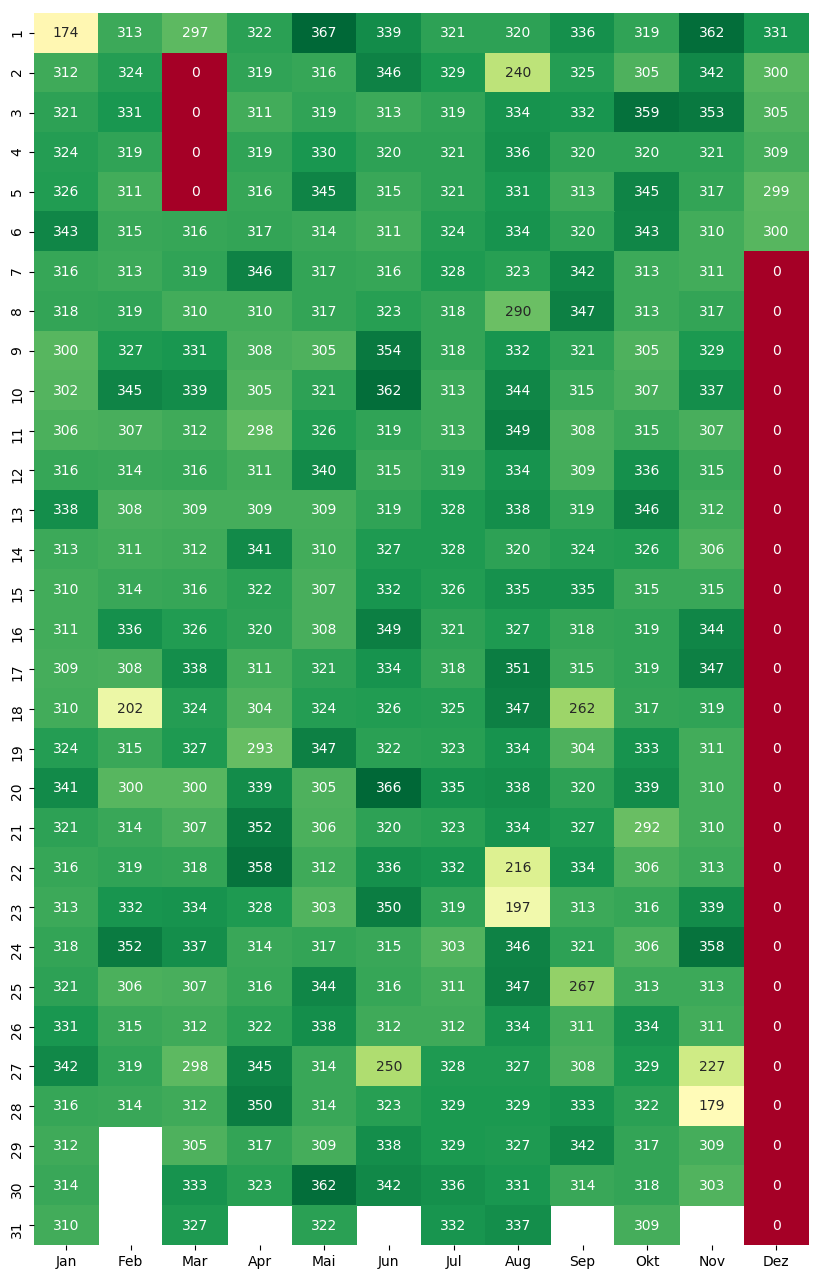 1 174 313 297 322 367 339 321 320 336 319 362 331
2 312 324 0 319 316 346 329 240 325 305 342 300
3 321 331 0 311 319 313 319 334 332 359 353 305
4 324 319 0 319 330 320 321 336 320 320 321 309
5 326 311 0 316 345 315 321 331 313 345 317 299
6 343 315 316 317 314 311 324 334 320 343 310 300
7 316 313 319 346 317 316 328 323 342 313 311 0
8 318 319 310 310 317 323 318 290 347 313 317 0
9 300 327 331 308 305 354 318 332 321 305 329 0
10 302 345 339 305 321 362 313 344 315 307 337 0
11 306 307 312 298 326 319 313 349 308 315 307 0
12 316 314 316 311 340 315 319 334 309 336 315 0
13 338 308 309 309 309 319 328 338 319 346 312 0
14 313 311 312 341 310 327 328 320 324 326 306 0
15 310 314 316 322 307 332 326 335 335 315 315 0
16 311 336 326 320 308 349 321 327 318 319 344 0
17 309 308 338 311 321 334 318 351 315 319 347 0
18 310 202 324 304 324 326 325 347 262 317 319 0
19 324 315 327 293 347 322 323 334 304 333 311 0
20 341 300 300 339 305 366 335 338 320 339 310 0
21 321 314 307 352 306 320 323 334 327 292 310 0
22 316 319 318 358 312 336 332 216 334 306 313 0
23 313 332 334 328 303 350 319 197 313 316 339 0
24 318 352 337 314 317 315 303 346 321 306 358 0
25 321 306 307 316 344 316 311 347 267 313 313 0
26 331 315 312 322 338 312 312 334 311 334 311 0
27 342 319 298 345 314 250 328 327 308 329 227 0
28 316 314 312 350 314 323 329 329 333 322 179 0
29 312 305 317 309 338 329 327 342 317 309 0
30 314 333 323 362 342 336 331 314 318 303 0
31 310 327 322 332 337 309 0
Jan Feb Mar Apr Mai Jun Jul Aug Sep Okt Nov Dez